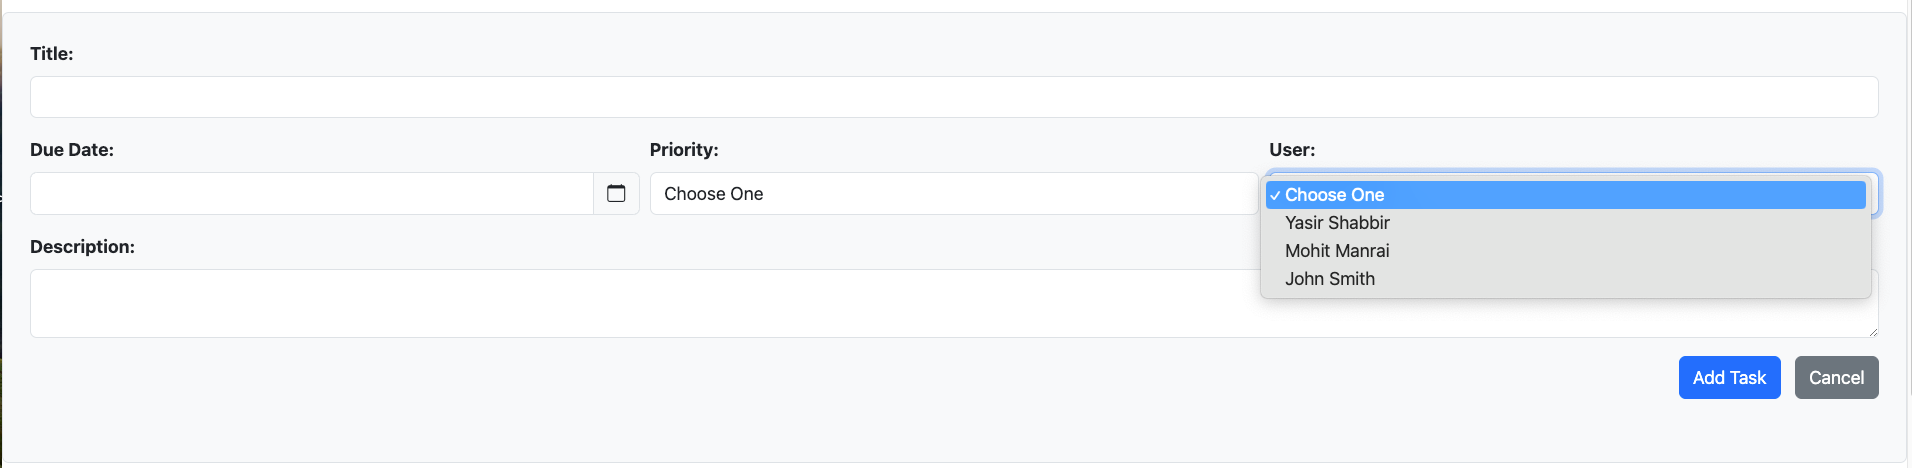 Title:
Due Date:
Priority:
User:
Choose One
Choose One
Yasir Shabbir
Mohit Manrai
John Smith
Description:
Add Task
Cancel